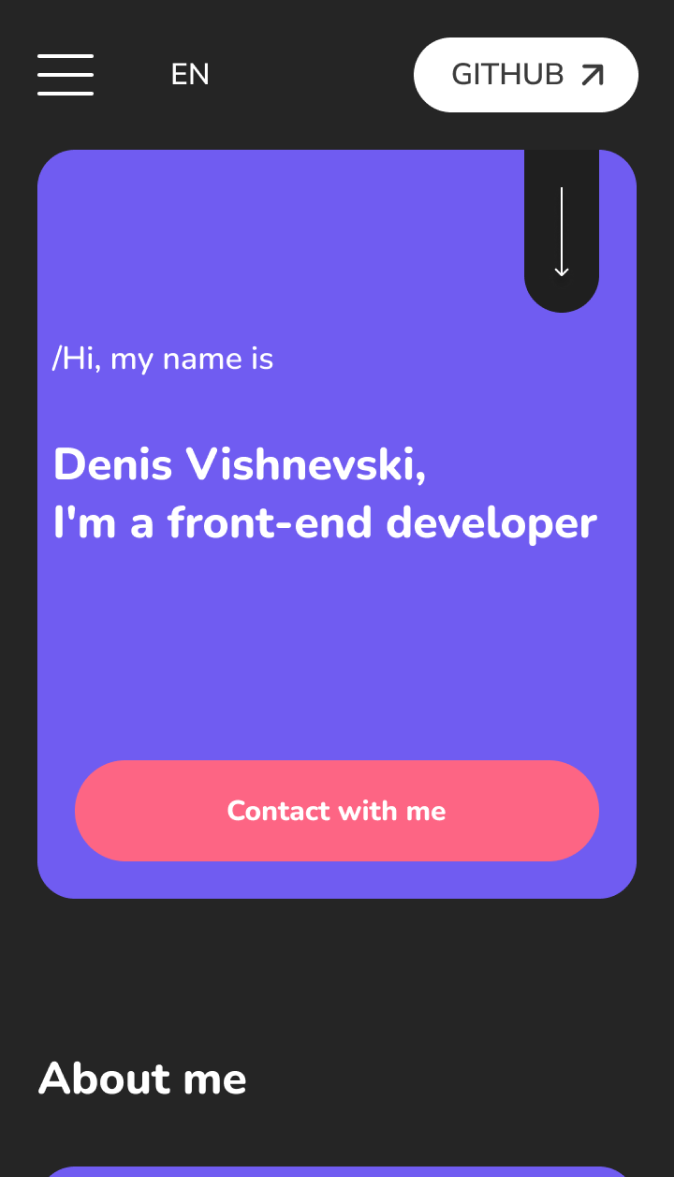 EN
GITHUB
/Hi, my name is
Denis Vishnevski,
I'm a front-end developer
Contact with me
About me